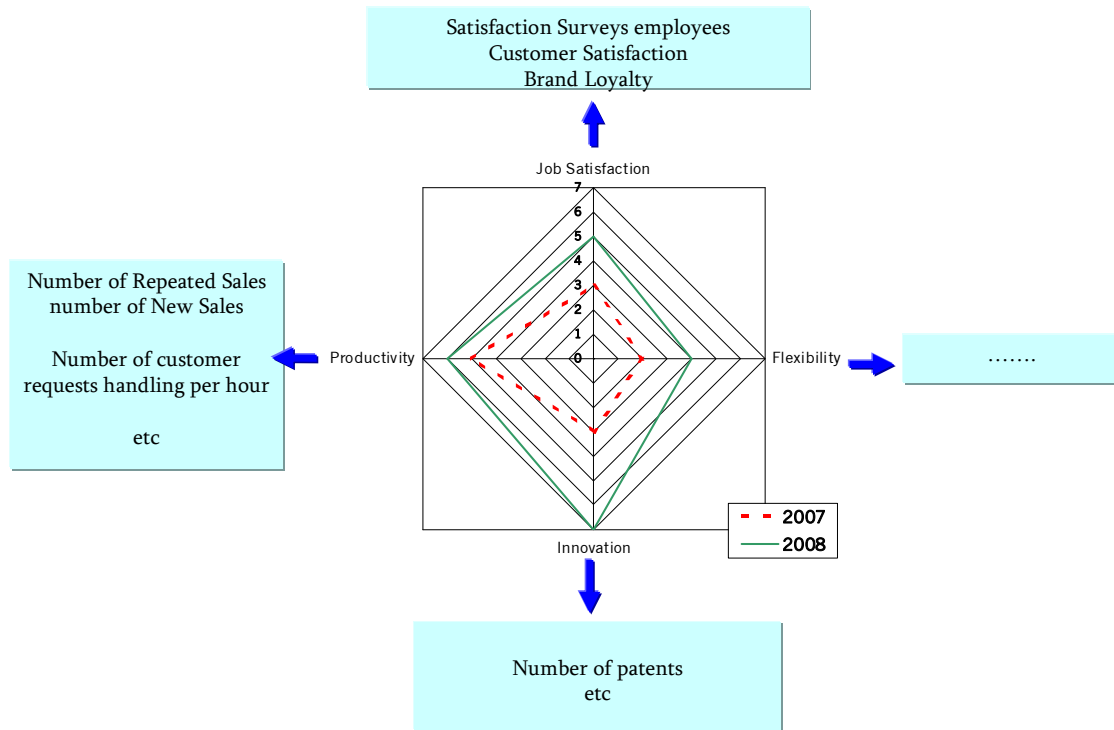 Satisfaction Surveys employees
Customer Satisfaction
Brand Loyalty
Job Satisfaction
7
6
5
4
3
2
1
0
Number of Repeated Sales
number of New Sales
Number of customer
requests handling per hour
etc
Productivity
Flexibility
.......
2007
2008
Innovation
Number of patents
etc